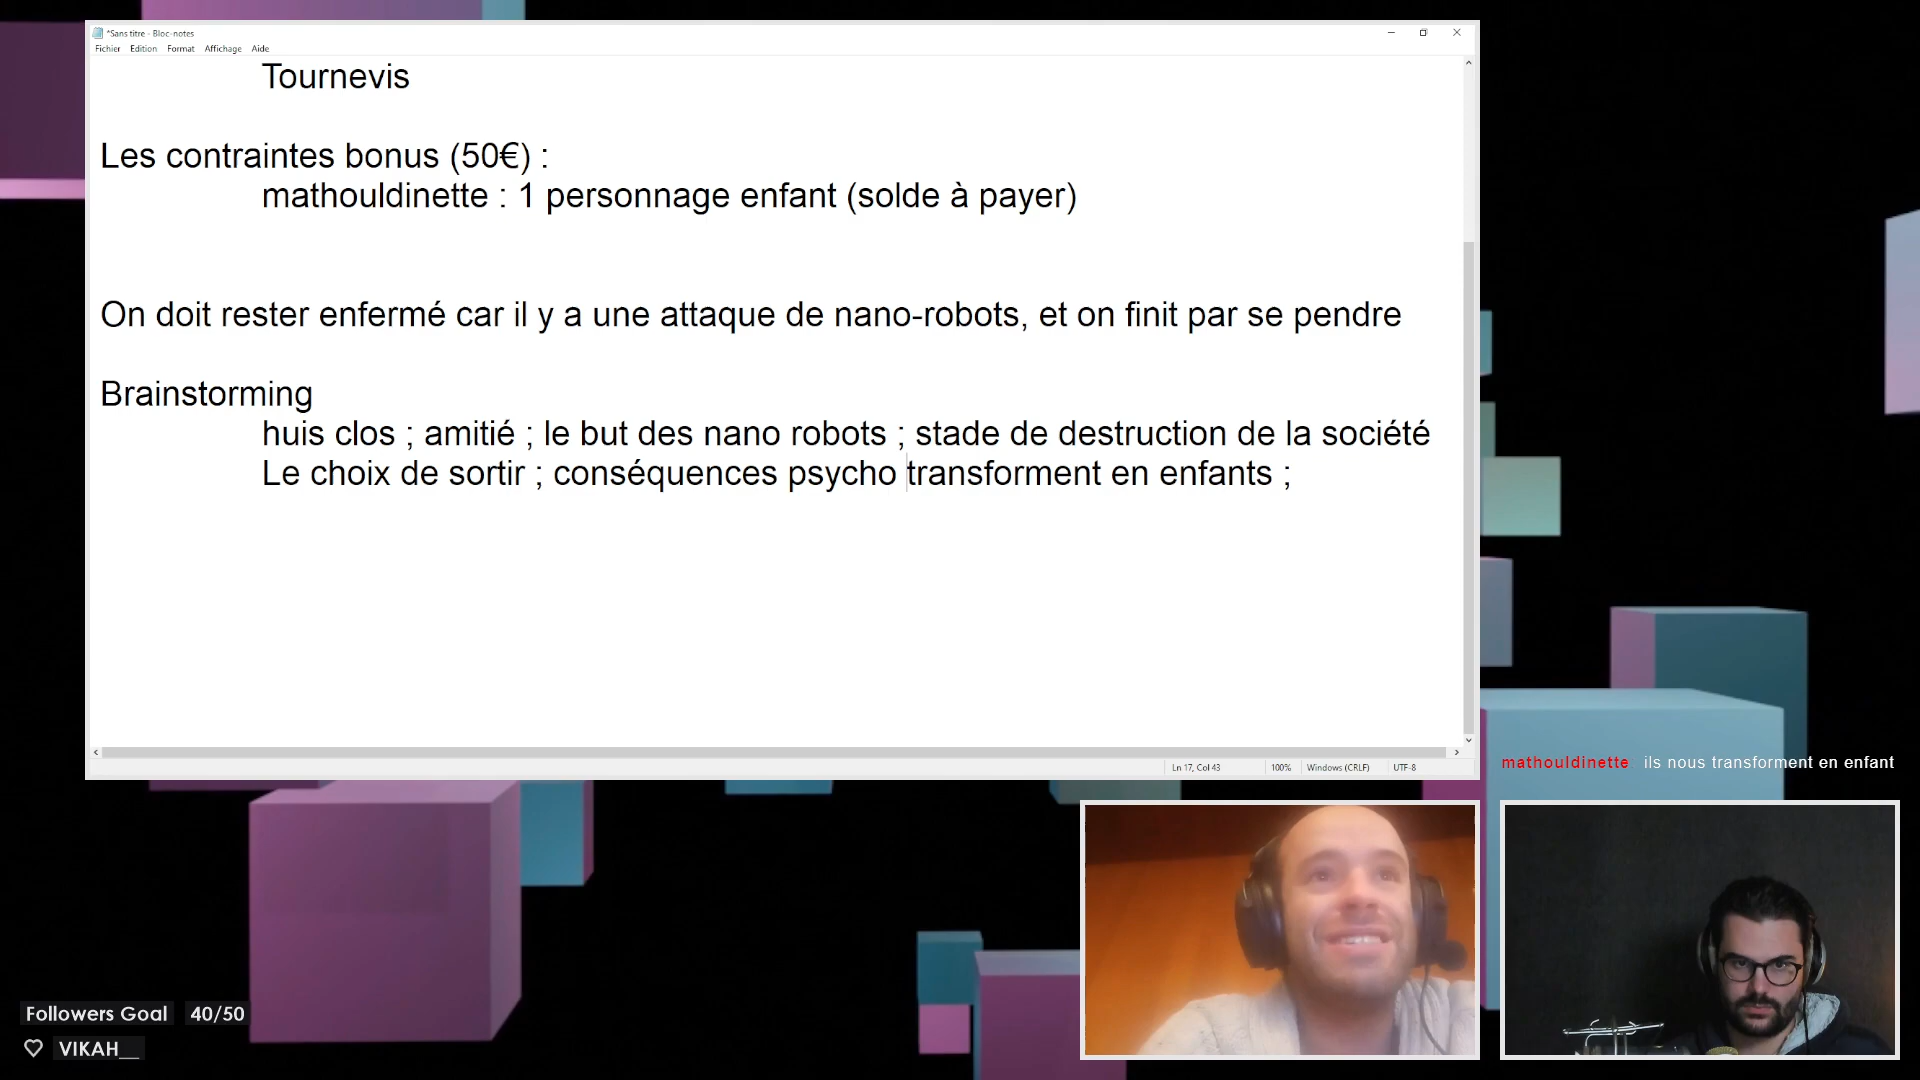 *Sans titre - Bloc-notes
Fichier Edition Format Affichage Aide
Tournevis
Les contraintes bonus (50€) :
mathouldinette : 1 personnage enfant (solde à payer)
On doit rester enfermé car il y a une attaque de nano-robots, et on finit par se pendre
Brainstorming
huis clos ; amitié ; le but des nano robots ; stade de destruction de la société
Le choix de sortir ; conséquences psycho transforment en enfants ;
Ln 17, Col 43 100% Windows (CRLF) UTF-8
mathouldinette ils nous transforment en enfant
Followers Goal 40/50
VIKAH__